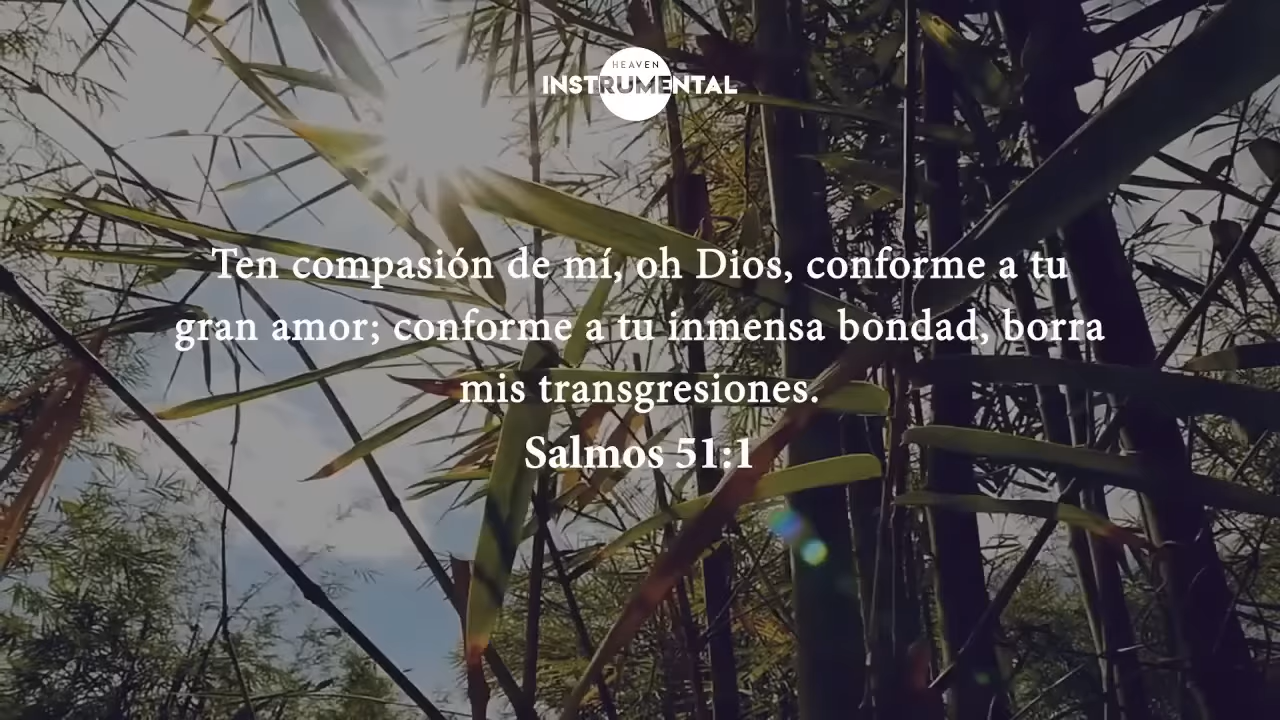 HEAVEN
INSTRUMENTAL
Ten compasión de mí, oh Dios, conforme a tu
gran amor; conforme a tu inmensa bondad, borra
mis transgresiones.
Salmos 51:1